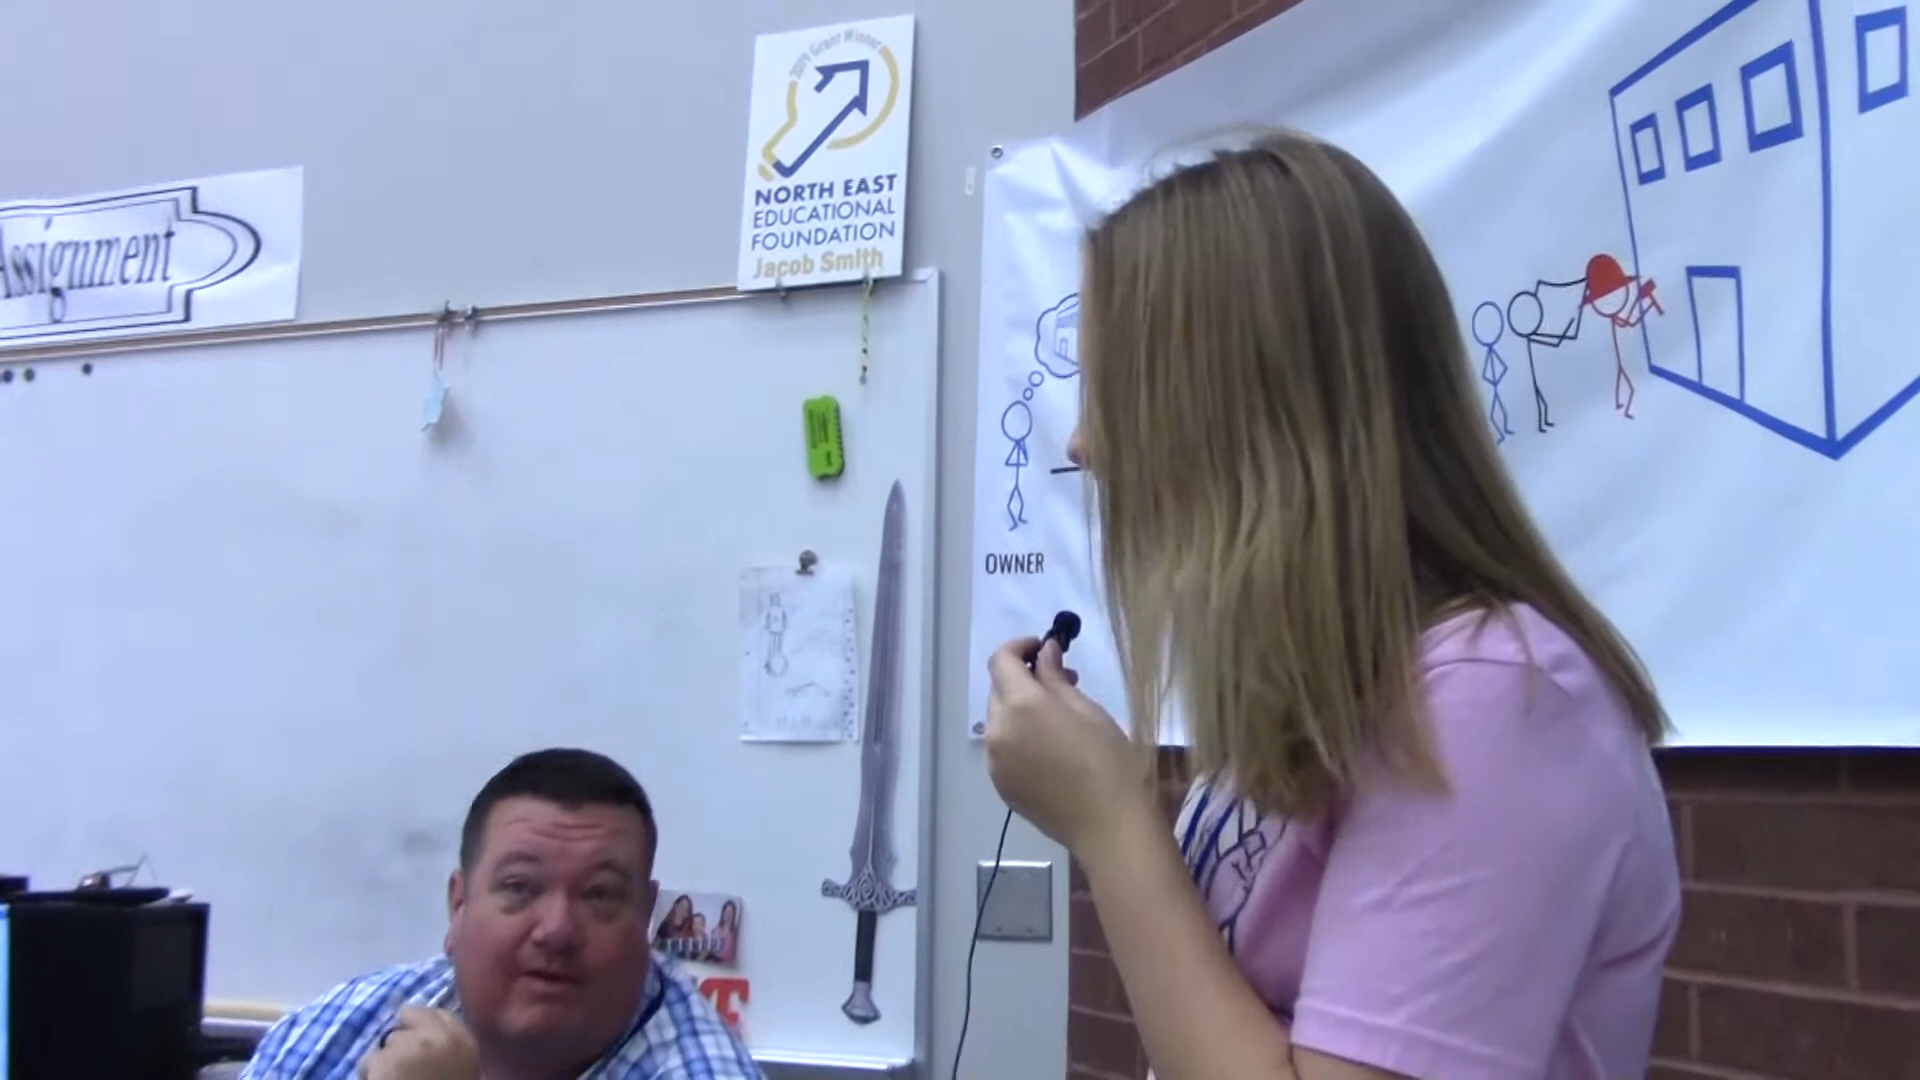 Assignment
2019 Grant Winner
NORTH EAST
EDUCATIONAL
FOUNDATION
Jacob Smith
OWNER